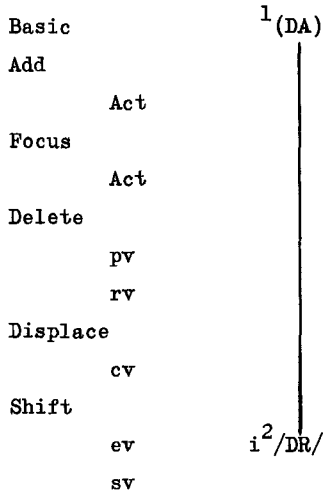 Basic ¹(DA)
Add
Act
Focus
Act
Delete
pv
rv
Displace
cv
Shift
ev i²/DR/
sv